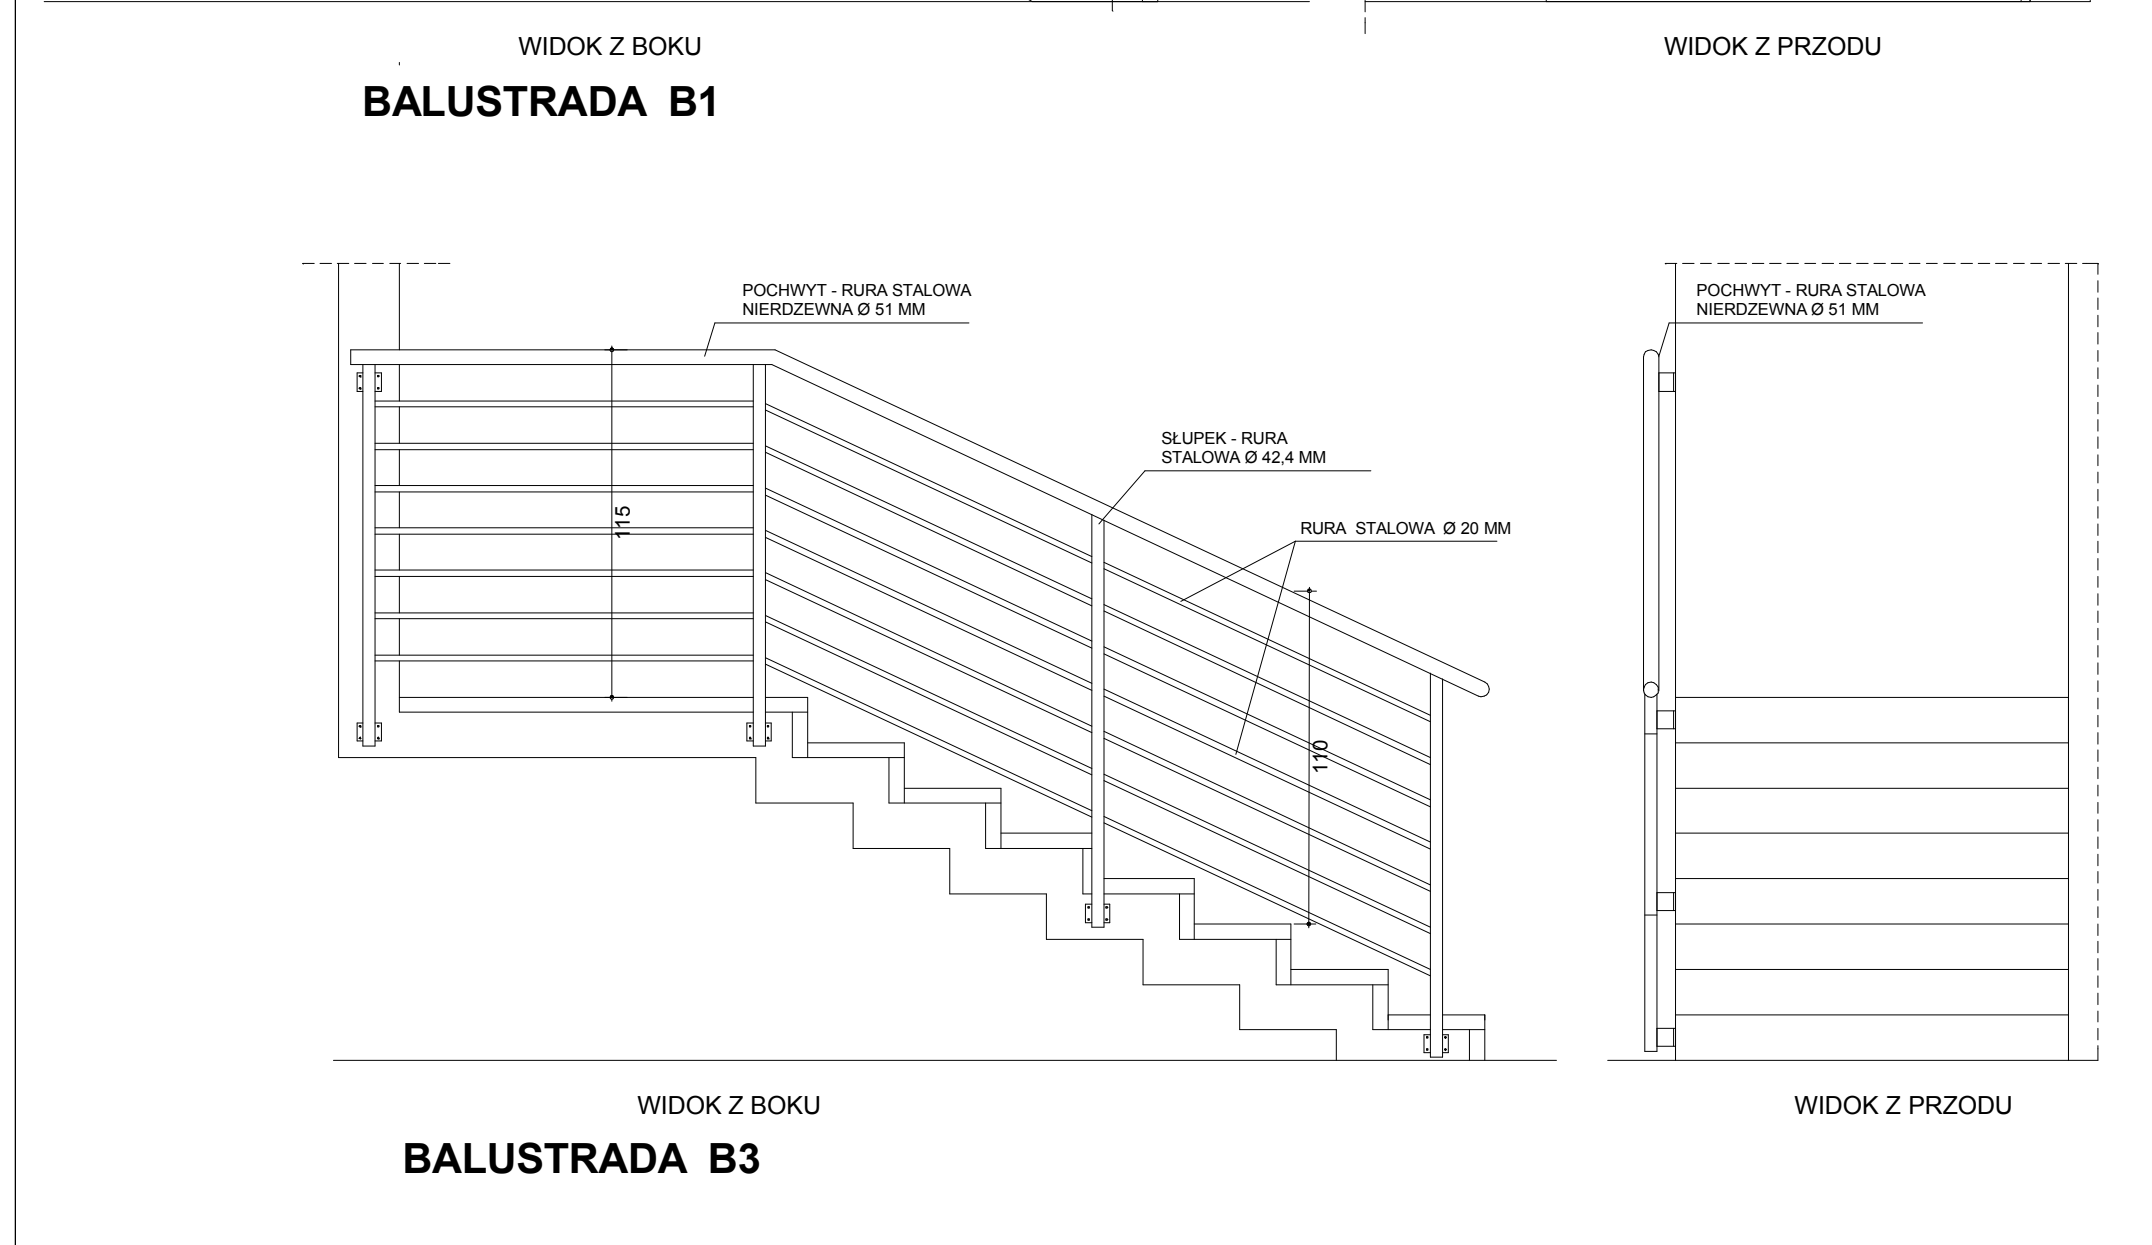 WIDOK Z BOKU
WIDOK Z PRZODU
BALUSTRADA B1
POCHWYT - RURA STALOWA
NIERDZEWNA Ø 51 MM
POCHWYT - RURA STALOWA
NIERDZEWNA Ø 51 MM
SŁUPEK - RURA
STALOWA Ø 42,4 MM
115
RURA STALOWA Ø 20 MM
110
WIDOK Z BOKU
WIDOK Z PRZODU
BALUSTRADA B3